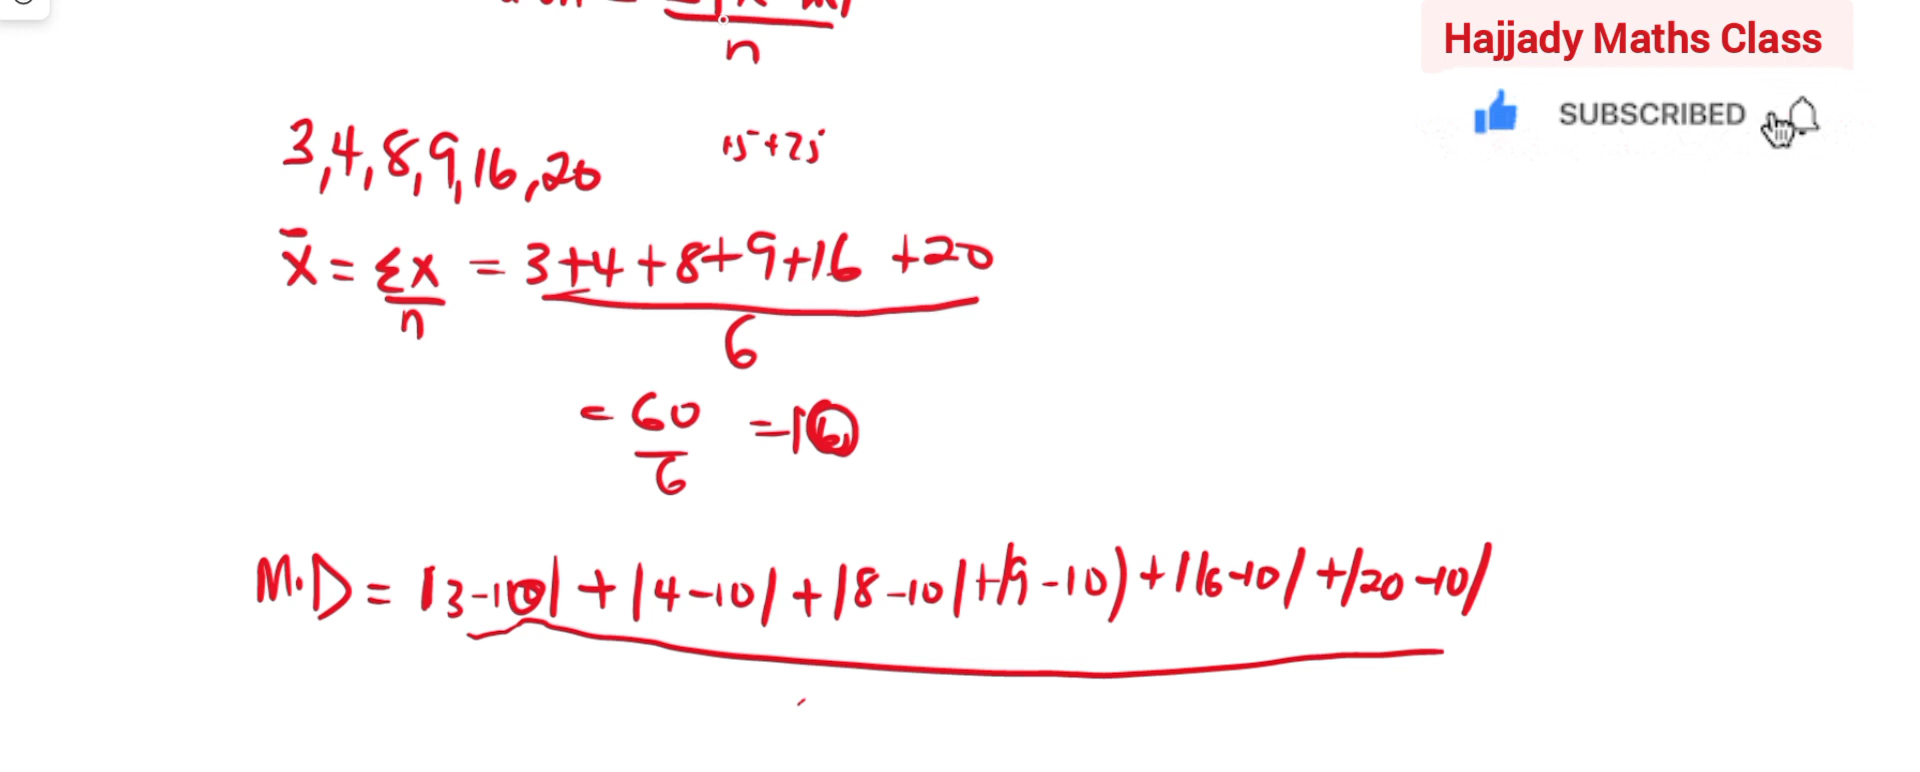 n
Hajjady Maths Class
SUBSCRIBED
3,4,8,9,16,20
15+2j
x̄ = Σx = 3+4+8+9+16+20
n
6
= 60 = 10
6
M.D = |3-10| + |4-10| + |8-10| + |9-10) + |16-10| + |20-10|